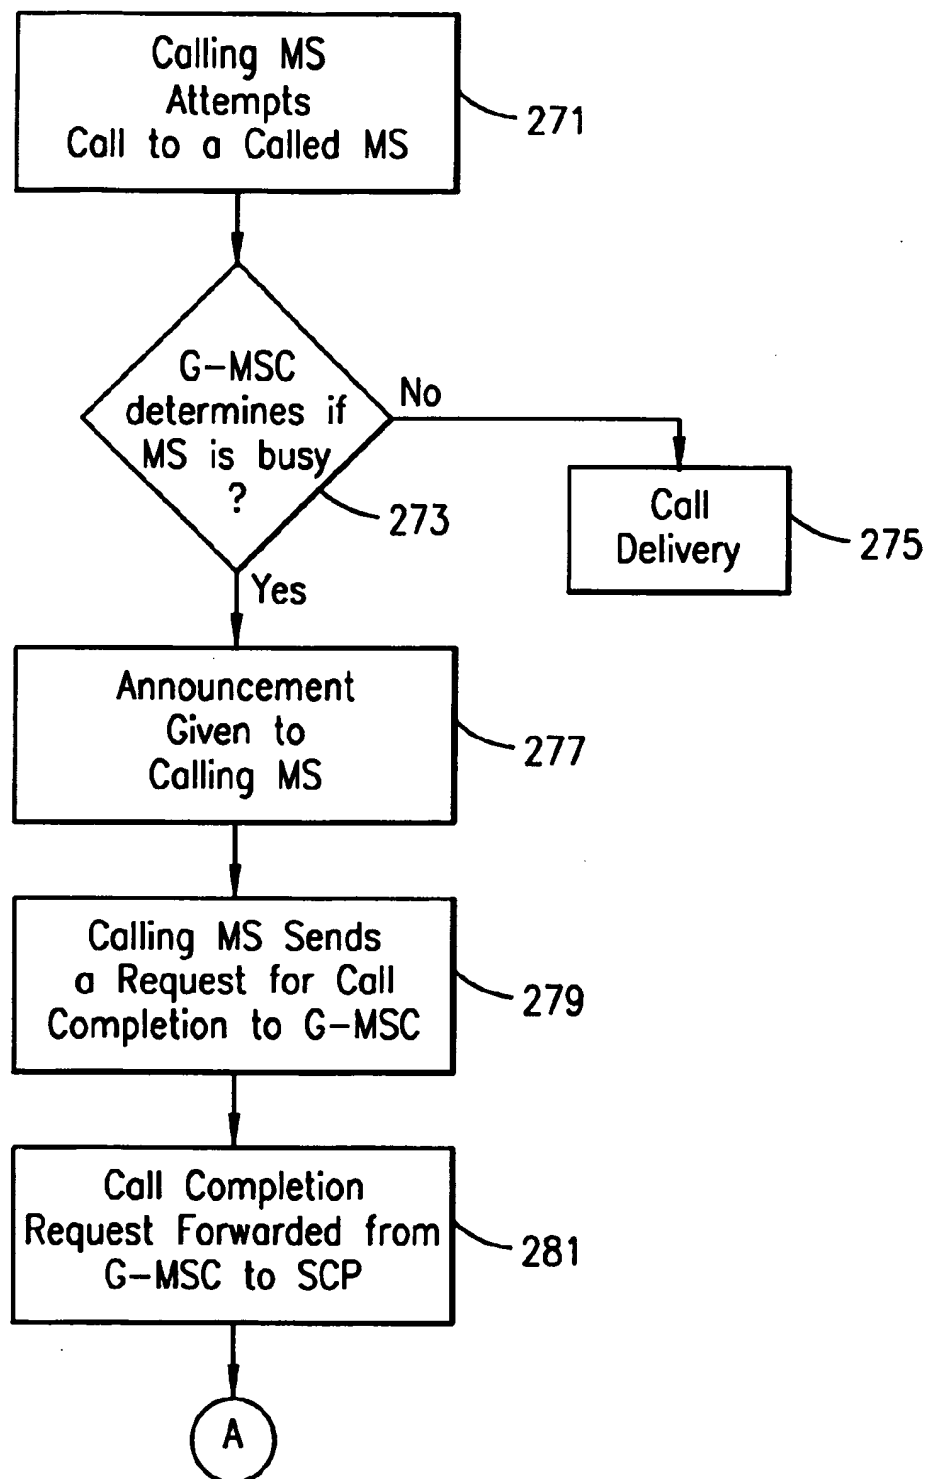 Calling MS
Attempts
Call to a Called MS
271
G-MSC
determines if
MS is busy
?
No
273
Call
Delivery
275
Yes
Announcement
Given to
Calling MS
277
Calling MS Sends
a Request for Call
Completion to G-MSC
279
Call Completion
Request Forwarded from
G-MSC to SCP
281
A